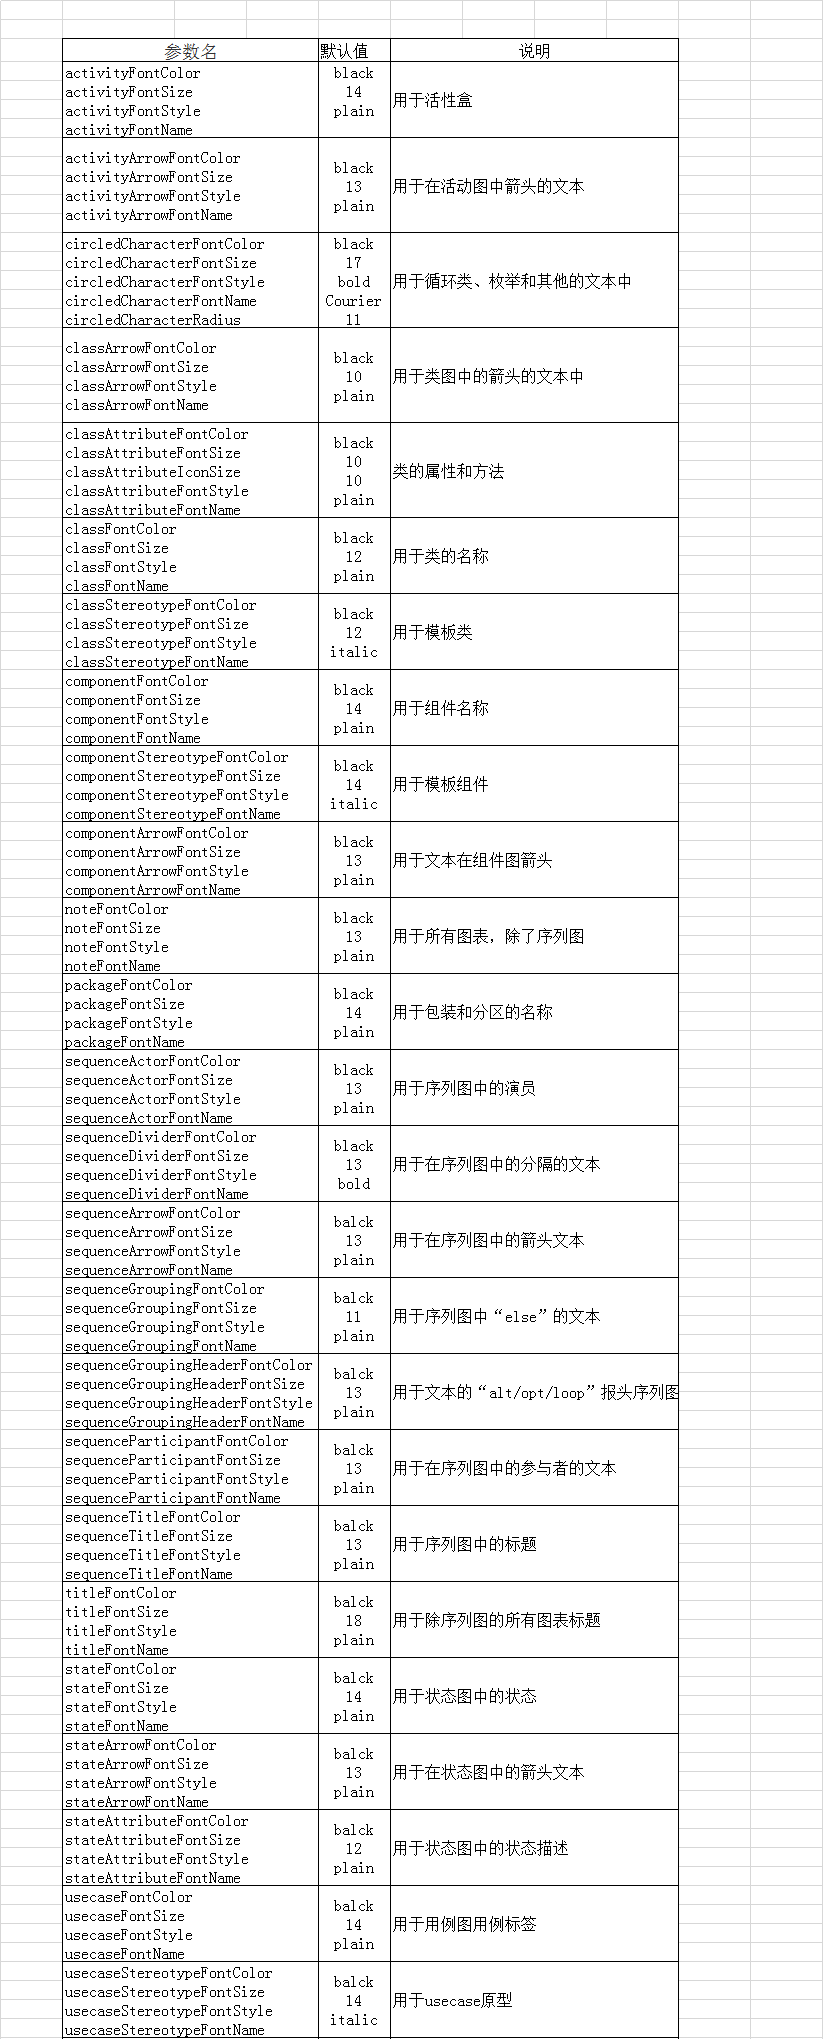 参数名 默认值 说明
activityFontColor
activityFontSize
activityFontStyle
activityFontName
black
14
plain
用于活性盒
activityArrowFontColor
activityArrowFontSize
activityArrowFontStyle
activityArrowFontName
black
13
plain
用于在活动图中箭头的文本
circledCharacterFontColor
circledCharacterFontSize
circledCharacterFontStyle
circledCharacterFontName
circledCharacterRadius
black
17
bold
Courier
11
用于循环类、枚举和其他的文本中
classArrowFontColor
classArrowFontSize
classArrowFontStyle
classArrowFontName
black
10
plain
用于类图中的箭头的文本中
classAttributeFontColor
classAttributeFontSize
classAttributeIconSize
classAttributeFontStyle
classAttributeFontName
black
10
10
plain
类的属性和方法
classFontColor
classFontSize
classFontStyle
classFontName
black
12
plain
用于类的名称
classStereotypeFontColor
classStereotypeFontSize
classStereotypeFontStyle
classStereotypeFontName
black
12
italic
用于模板类
componentFontColor
componentFontSize
componentFontStyle
componentFontName
black
14
plain
用于组件名称
componentStereotypeFontColor
componentStereotypeFontSize
componentStereotypeFontStyle
componentStereotypeFontName
black
14
italic
用于模板组件
componentArrowFontColor
componentArrowFontSize
componentArrowFontStyle
componentArrowFontName
black
13
plain
用于文本在组件图箭头
noteFontColor
noteFontSize
noteFontStyle
noteFontName
black
13
plain
用于所有图表，除了序列图
packageFontColor
packageFontSize
packageFontStyle
packageFontName
black
14
plain
用于包装和分区的名称
sequenceActorFontColor
sequenceActorFontSize
sequenceActorFontStyle
sequenceActorFontName
black
13
plain
用于序列图中的演员
sequenceDividerFontColor
sequenceDividerFontSize
sequenceDividerFontStyle
sequenceDividerFontName
black
13
bold
用于在序列图中的分隔的文本
sequenceArrowFontColor
sequenceArrowFontSize
sequenceArrowFontStyle
sequenceArrowFontName
balck
13
plain
用于在序列图中的箭头文本
sequenceGroupingFontColor
sequenceGroupingFontSize
sequenceGroupingFontStyle
sequenceGroupingFontName
balck
11
plain
用于序列图中“else”的文本
sequenceGroupingHeaderFontColor
sequenceGroupingHeaderFontSize
sequenceGroupingHeaderFontStyle
sequenceGroupingHeaderFontName
balck
13
plain
用于文本的“alt/opt/loop”报头序列图
sequenceParticipantFontColor
sequenceParticipantFontSize
sequenceParticipantFontStyle
sequenceParticipantFontName
balck
13
plain
用于在序列图中的参与者的文本
sequenceTitleFontColor
sequenceTitleFontSize
sequenceTitleFontStyle
sequenceTitleFontName
balck
13
plain
用于序列图中的标题
titleFontColor
titleFontSize
titleFontStyle
titleFontName
balck
18
plain
用于除序列图的所有图表标题
stateFontColor
stateFontSize
stateFontStyle
stateFontName
balck
14
plain
用于状态图中的状态
stateArrowFontColor
stateArrowFontSize
stateArrowFontStyle
stateArrowFontName
balck
13
plain
用于在状态图中的箭头文本
stateAttributeFontColor
stateAttributeFontSize
stateAttributeFontStyle
stateAttributeFontName
balck
12
plain
用于状态图中的状态描述
usecaseFontColor
usecaseFontSize
usecaseFontStyle
usecaseFontName
balck
14
plain
用于用例图用例标签
usecaseStereotypeFontColor
usecaseStereotypeFontSize
usecaseStereotypeFontStyle
usecaseStereotypeFontName
balck
14
italic
用于usecase原型